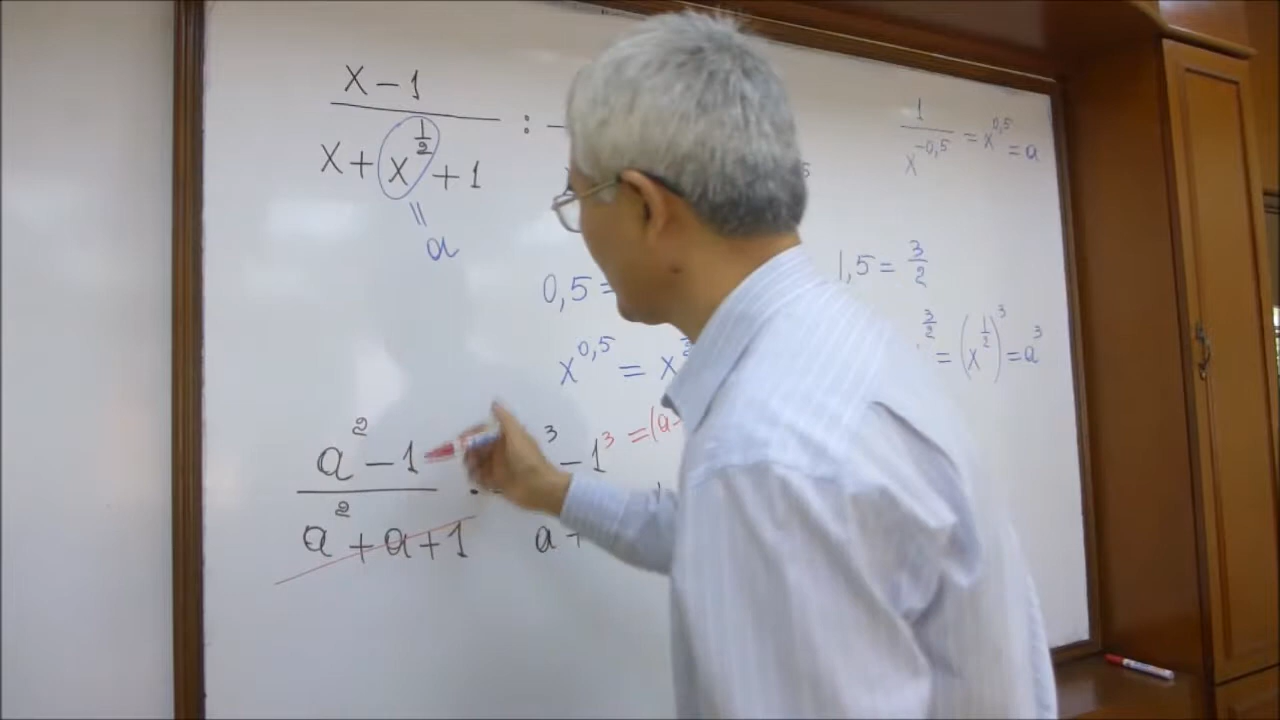 x - 1
x + x^(1/2) + 1
:
॥
a
1
x^(-0,5) = x^(0,5) = a
0,5 =
1,5 = 3/2
x^(0,5) = x
3/2 = (x^(1/2))^3 = a^3
a^2 - 1
3 - 1^3 = (a-
a^2 + a + 1
a +